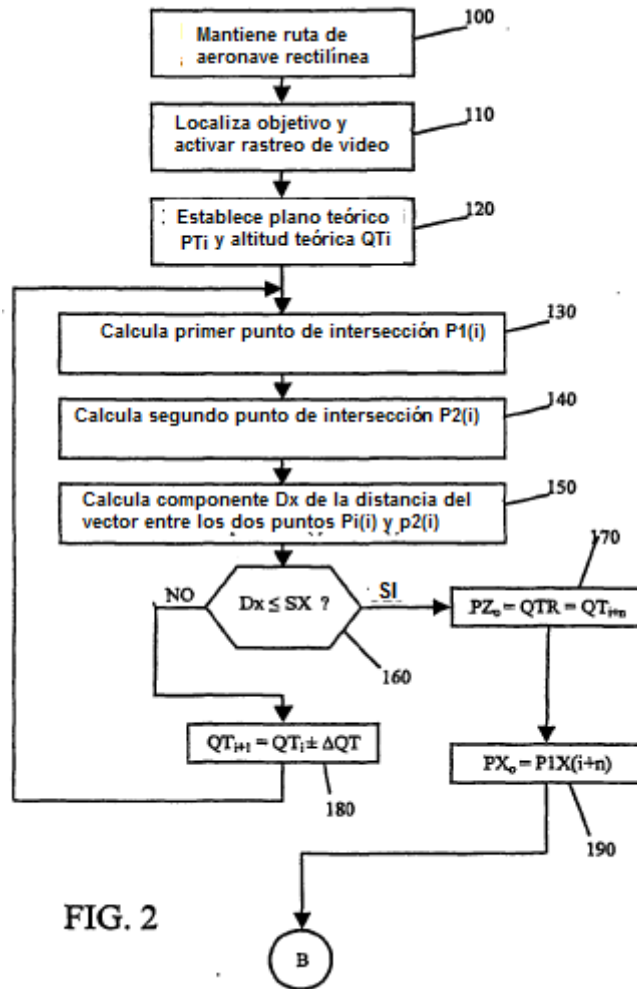 100
Mantiene ruta de
aeronave rectilínea
110
Localiza objetivo y
activar rastreo de video
120
Establece plano teórico
PTi y altitud teórica QTi
130
Calcula primer punto de intersección P1(i)
140
Calcula segundo punto de intersección P2(i)
150
Calcula componente Dx de la distancia del
vector entre los dos puntos Pi(i) y p2(i)
170
NO
Dx ≤ SX ?
SI
PZₒ = QTR = QTᵢ₊ₙ
160
QTᵢ₊₁ = QTᵢ ± ΔQT
180
PXₒ = P1X(i+n)
190
FIG. 2
B